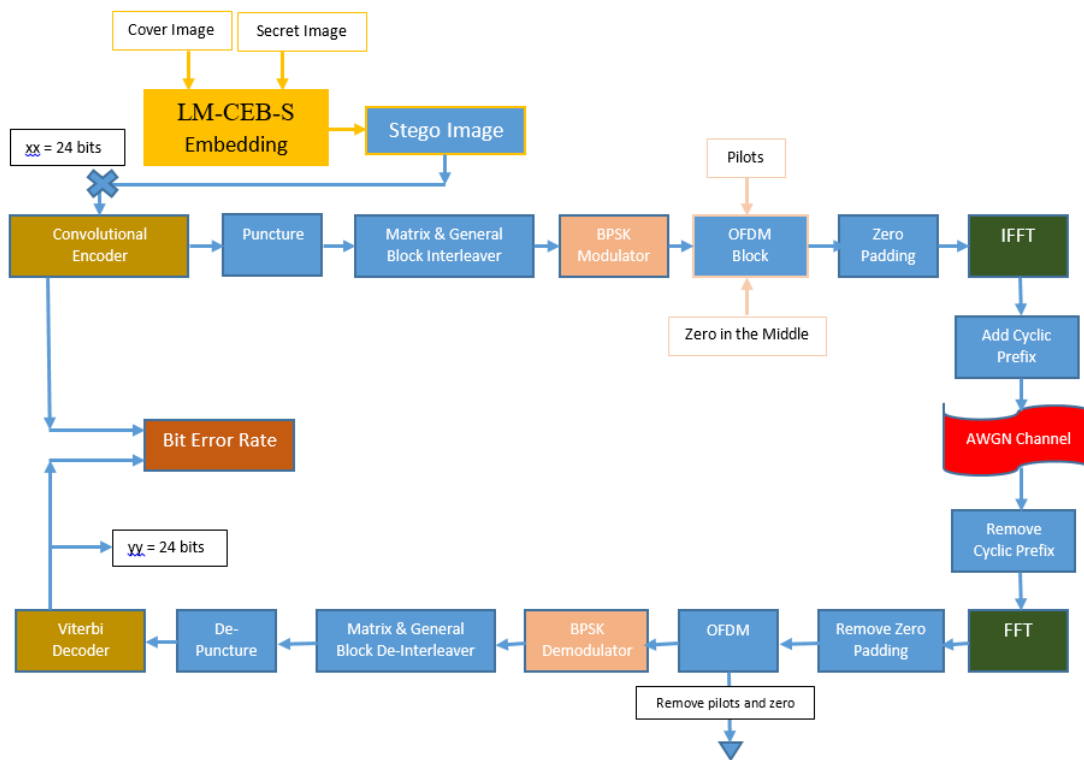 Cover Image
Secret Image
LM-CEB-S
Embedding
Stego Image
xx = 24 bits
Pilots
Convolutional
Encoder
Puncture
Matrix & General
Block Interleaver
BPSK
Modulator
OFDM
Block
Zero
Padding
IFFT
Zero in the Middle
Add Cyclic
Prefix
Bit Error Rate
AWGN Channel
yy = 24 bits
Remove
Cyclic Prefix
Viterbi
Decoder
De-
Puncture
Matrix & General
Block De-Interleaver
BPSK
Demodulator
OFDM
Remove Zero
Padding
FFT
Remove pilots and zero